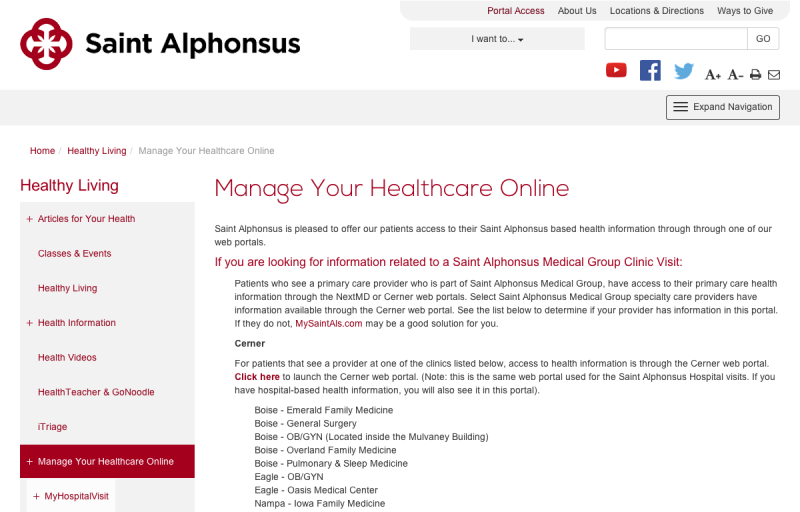 Portal Access About Us Locations & Directions Ways to Give
Saint Alphonsus
I want to...
GO
A+ A-
Expand Navigation
Home / Healthy Living / Manage Your Healthcare Online
Healthy Living
+ Articles for Your Health
Classes & Events
Healthy Living
+ Health Information
Health Videos
HealthTeacher & GoNoodle
iTriage
+ Manage Your Healthcare Online
+ MyHospitalVisit
Manage Your Healthcare Online
Saint Alphonsus is pleased to offer our patients access to their Saint Alphonsus based health information through through one of our
web portals.
If you are looking for information related to a Saint Alphonsus Medical Group Clinic Visit:
Patients who see a primary care provider who is part of Saint Alphonsus Medical Group, have access to their primary care health
information through the NextMD or Cerner web portals. Select Saint Alphonsus Medical Group specialty care providers have
information available through the Cerner web portal. See the list below to determine if your provider has information in this portal.
If they do not, MySaintAls.com may be a good solution for you.
Cerner
For patients that see a provider at one of the clinics listed below, access to health information is through the Cerner web portal.
Click here to launch the Cerner web portal. (Note: this is the same web portal used for the Saint Alphonsus Hospital visits. If you
have hospital-based health information, you will also see it in this portal).
Boise - Emerald Family Medicine
Boise - General Surgery
Boise - OB/GYN (Located inside the Mulvaney Building)
Boise - Overland Family Medicine
Boise - Pulmonary & Sleep Medicine
Eagle - OB/GYN
Eagle - Oasis Medical Center
Nampa - Iowa Family Medicine